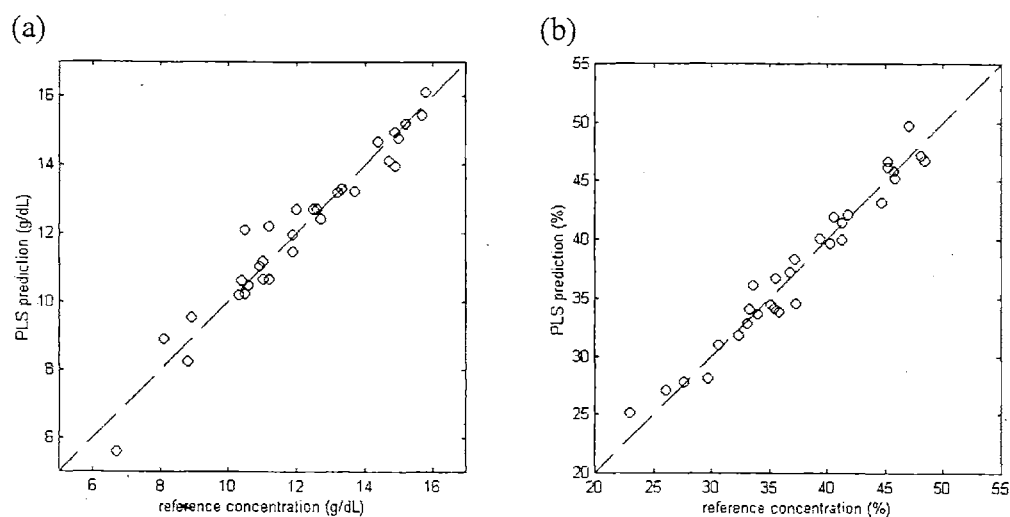 (a)
PLS prediction (g/dL)
16
14
12
10
8
6
6 8 10 12 14 16
reference concentration (g/dL)
(b)
PLS prediction (%)
55
50
45
40
35
30
25
20
20 25 30 35 40 45 50 55
reference concentration (%)